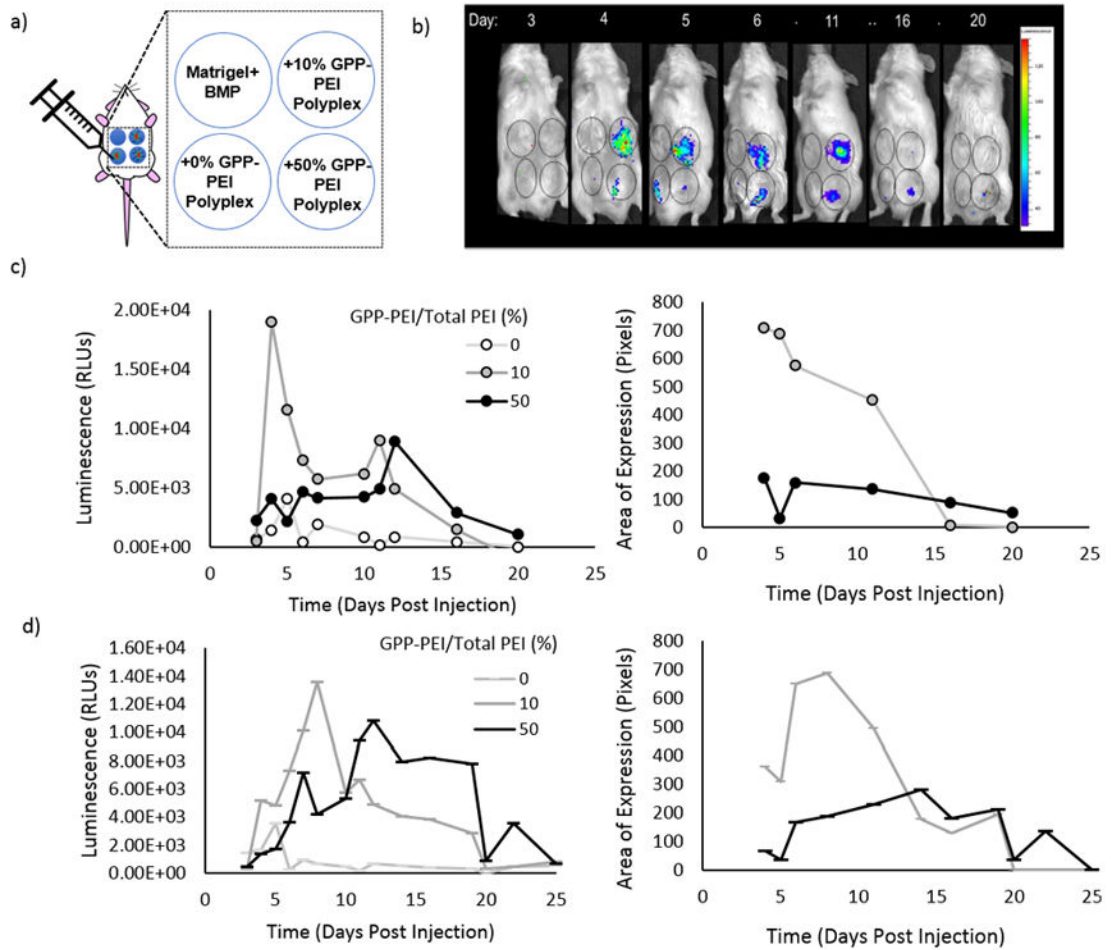 a)
Matrigel+
BMP
+10% GPP-
PEI
Polyplex
+0% GPP-
PEI
Polyplex
+50% GPP-
PEI
Polyplex
b)
Day: 3 4 5 6 . 11 .. 16 . 20
Luminescence
120
100
80
60
40
c)
Luminescence (RLUs)
2.00E+04
1.50E+04
1.00E+04
5.00E+03
0.00E+00
0 5 10 15 20 25
Time (Days Post Injection)
GPP-PEI/Total PEI (%)
0
10
50
Area of Expression (Pixels)
800
700
600
500
400
300
200
100
0
0 5 10 15 20 25
Time (Days Post Injection)
d)
Luminescence (RLUs)
1.60E+04
1.40E+04
1.20E+04
1.00E+04
8.00E+03
6.00E+03
4.00E+03
2.00E+03
0.00E+00
0 5 10 15 20 25
Time (Days Post Injection)
GPP-PEI/Total PEI (%)
0
10
50
Area of Expression (Pixels)
800
700
600
500
400
300
200
100
0
0 5 10 15 20 25
Time (Days Post Injection)